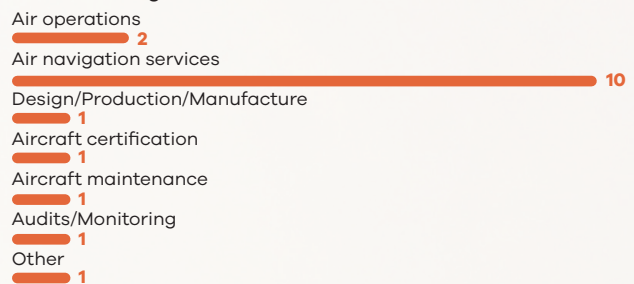 Air operations
2
Air navigation services
10
Design/Production/Manufacture
1
Aircraft certification
1
Aircraft maintenance
1
Audits/Monitoring
1
Other
1